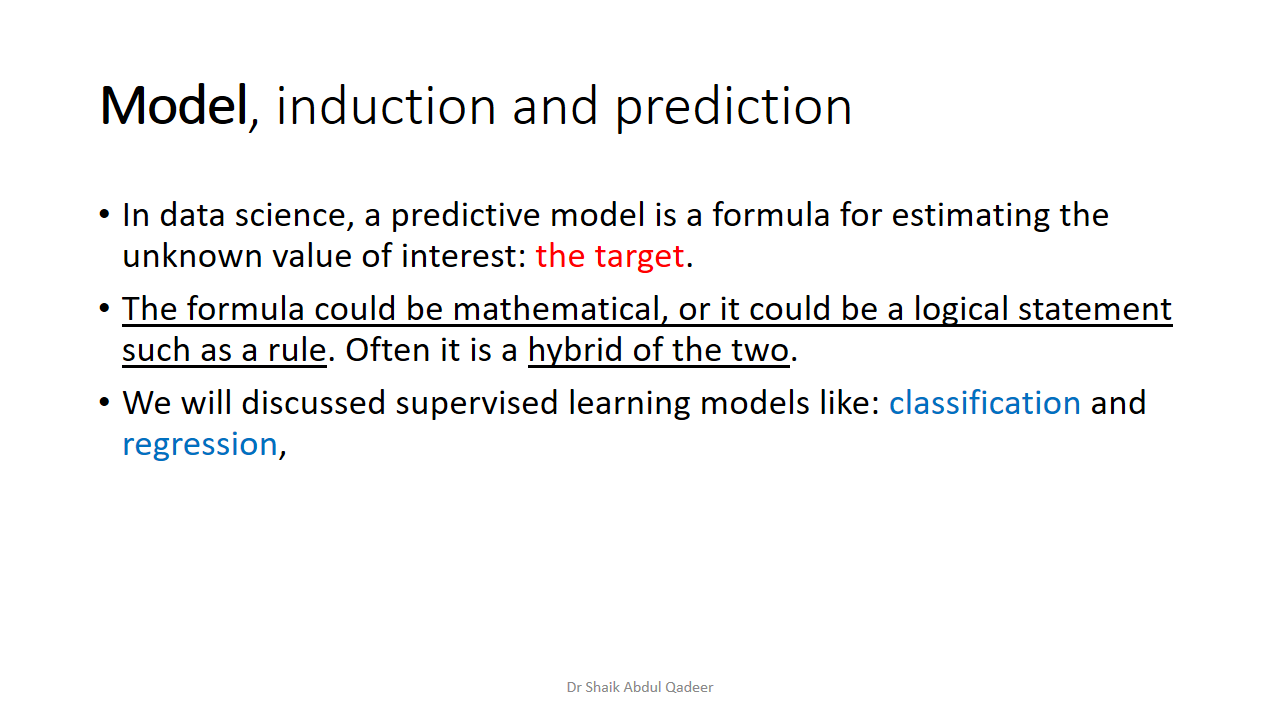 Model, induction and prediction
• In data science, a predictive model is a formula for estimating the
unknown value of interest: the target.
• The formula could be mathematical, or it could be a logical statement
such as a rule. Often it is a hybrid of the two.
• We will discussed supervised learning models like: classification and
regression,
Dr Shaik Abdul Qadeer